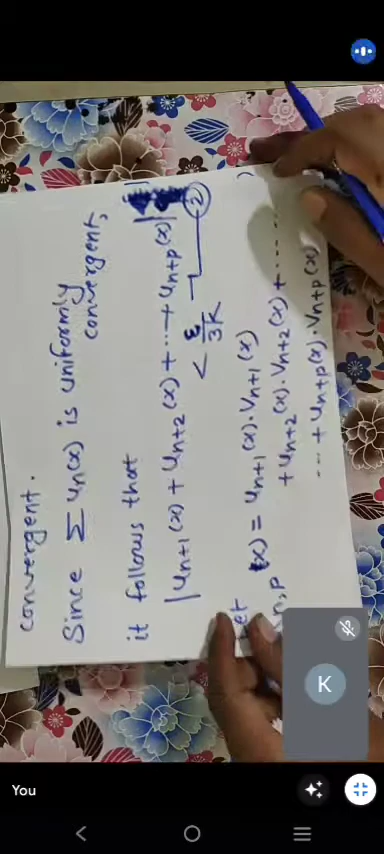 convergent.
Since Σ un(x) is uniformly
convergent,
it follows that
|un+1(x) + un+2(x) + ... + un+p(x)|
< ε/3K — ②
Let
n,p (x) = un+1(x)·Vn+1(x)
+ un+2(x)·Vn+2(x) + ......
... + un+p(x)·Vn+p(x)
K
You